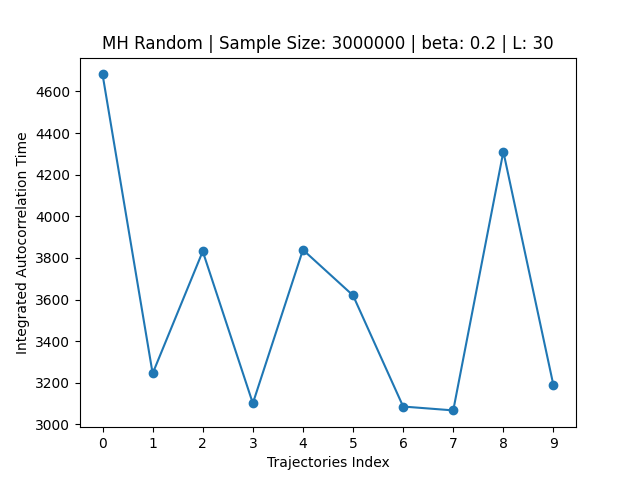 MH Random | Sample Size: 3000000 | beta: 0.2 | L: 30
Integrated Autocorrelation Time
4600
4400
4200
4000
3800
3600
3400
3200
3000
0 1 2 3 4 5 6 7 8 9
Trajectories Index